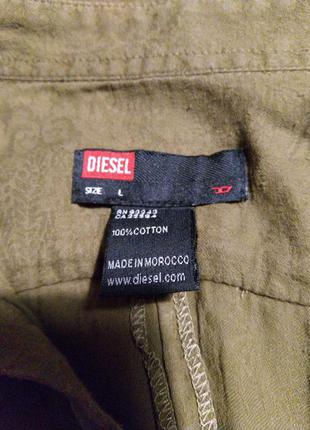 DIESEL
SIZE L
100%COTTON
MADE IN MOROCCO
www.diesel.com